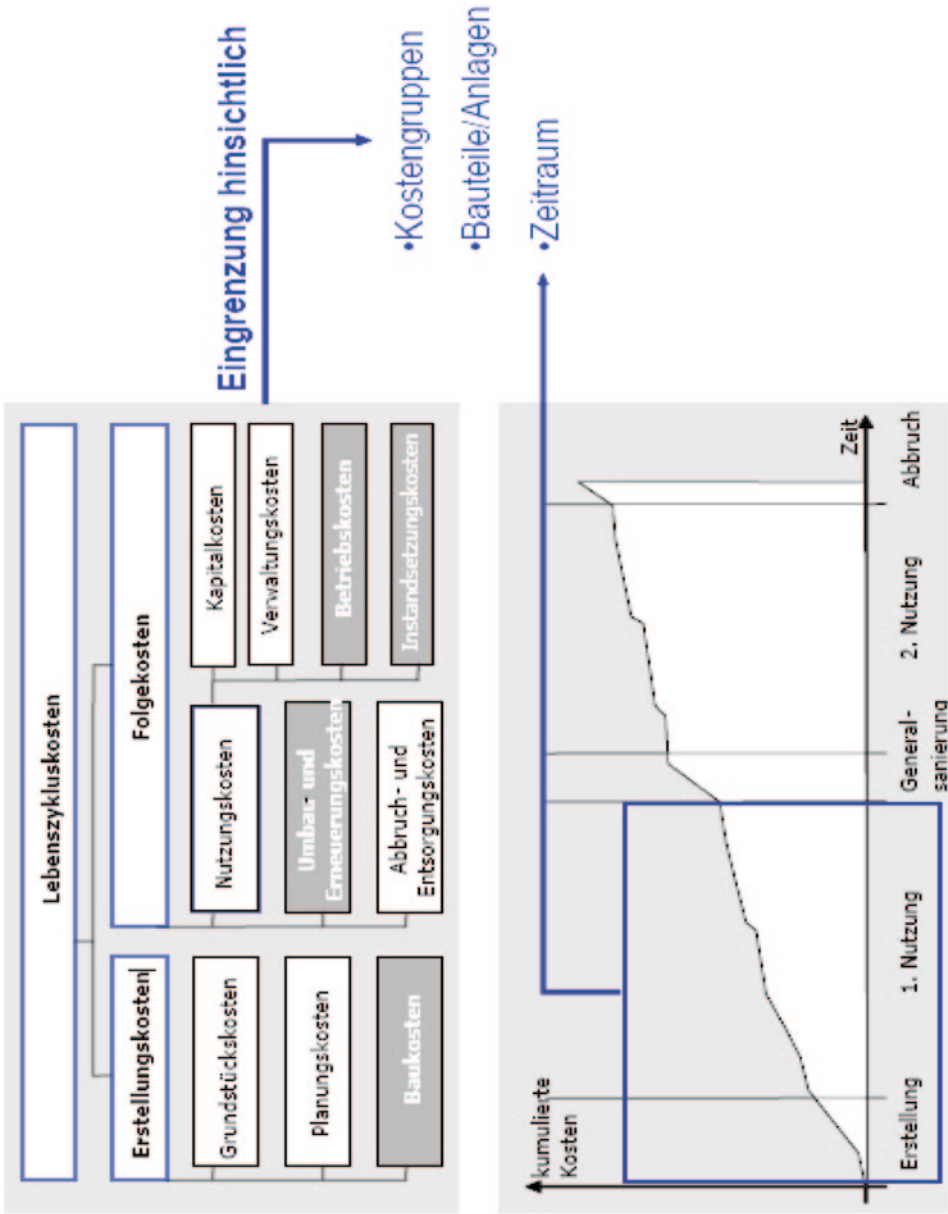 Lebenszykluskosten
Erstellungskosten
Folgekosten
Grundstückskosten
Planungskosten
Baukosten
Nutzungskosten
Umbau- und
Erneuerungskosten
Abbruch- und
Entsorgungskosten
Kapitalkosten
Verwaltungskosten
Betriebskosten
Instandsetzungskosten
Eingrenzung hinsichtlich
•Kostengruppen
•Bauteile/Anlagen
•Zeitraum
kumulierte
Kosten
Zeit
Erstellung
1. Nutzung
General-
sanierung
2. Nutzung
Abbruch